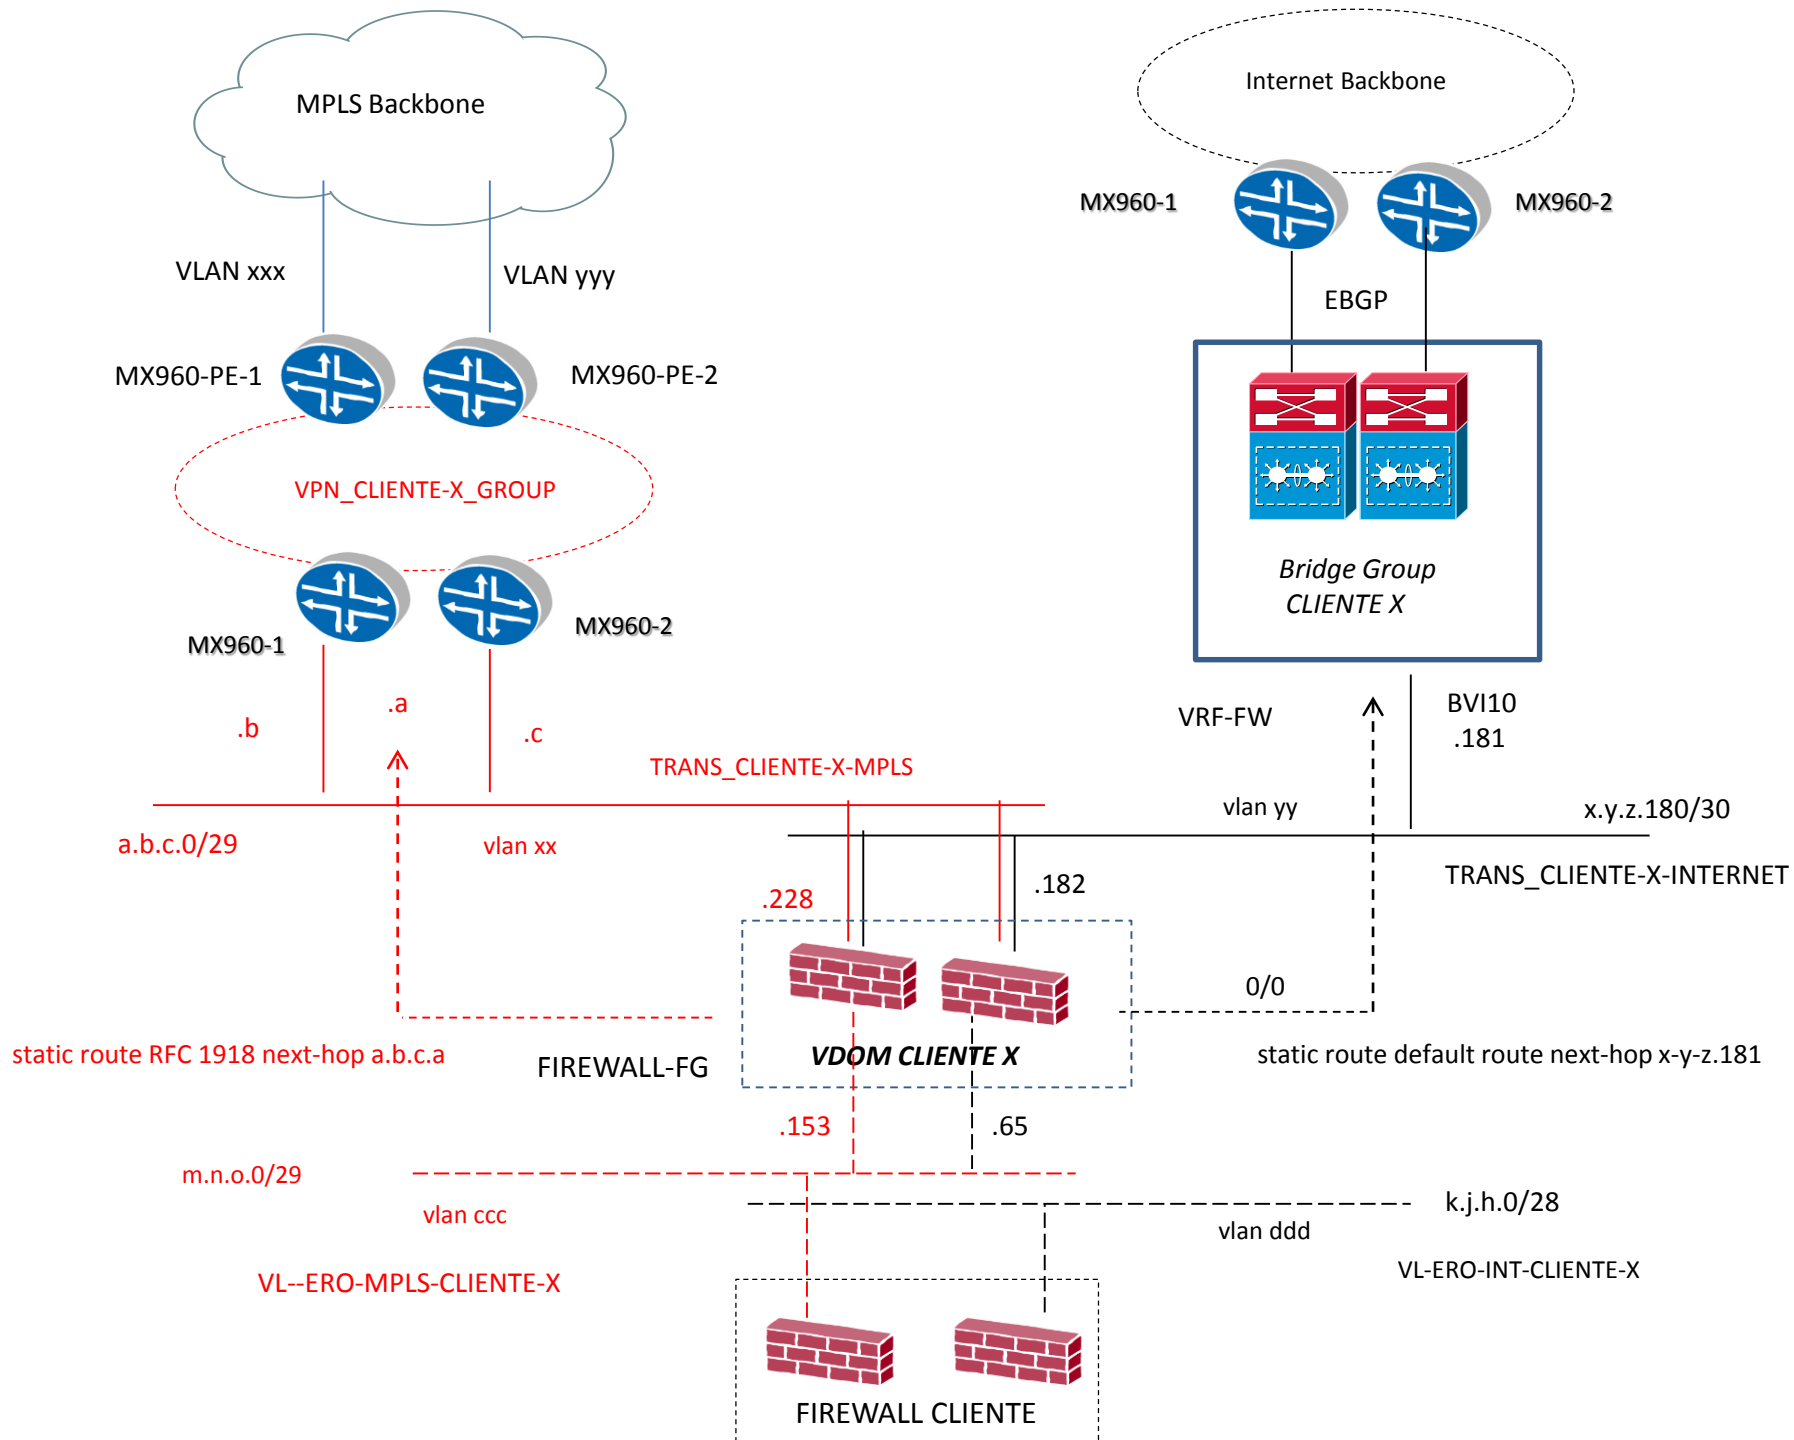 MPLS Backbone
Internet Backbone
MX960-1
MX960-2
VLAN xxx
VLAN yyy
EBGP
MX960-PE-1
MX960-PE-2
VPN_CLIENTE-X_GROUP
Bridge Group
CLIENTE X
MX960-1
MX960-2
.a
.b
.c
VRF-FW
BVI10
.181
TRANS_CLIENTE-X-MPLS
vlan yy
x.y.z.180/30
a.b.c.0/29
vlan xx
TRANS_CLIENTE-X-INTERNET
.228
.182
0/0
static route RFC 1918 next-hop a.b.c.a
FIREWALL-FG
VDOM CLIENTE X
static route default route next-hop x-y-z.181
.153
.65
m.n.o.0/29
vlan ccc
k.j.h.0/28
vlan ddd
VL--ERO-MPLS-CLIENTE-X
VL-ERO-INT-CLIENTE-X
FIREWALL CLIENTE